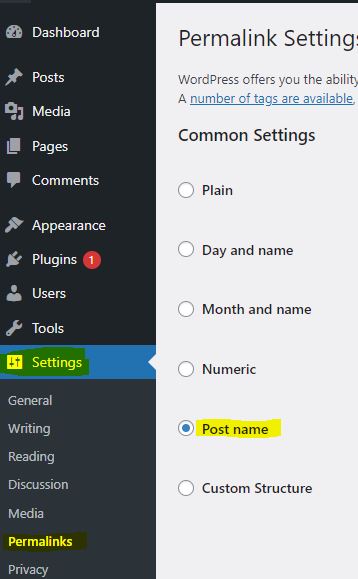 Dashboard
Posts
Media
Pages
Comments
Appearance
Plugins 1
Users
Tools
Settings
General
Writing
Reading
Discussion
Media
Permalinks
Privacy
Permalink Settings
WordPress offers you the ability
A number of tags are available,
Common Settings
Plain
Day and name
Month and name
Numeric
Post name
Custom Structure